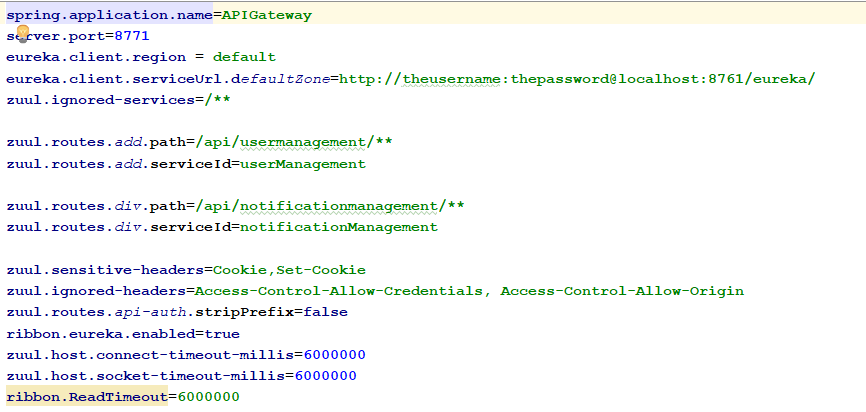 spring.application.name=APIGateway
server.port=8771
eureka.client.region = default
eureka.client.serviceUrl.defaultZone=http://theusername:thepassword@localhost:8761/eureka/
zuul.ignored-services=/**
zuul.routes.add.path=/api/usermanagement/**
zuul.routes.add.serviceId=userManagement
zuul.routes.div.path=/api/notificationmanagement/**
zuul.routes.div.serviceId=notificationManagement
zuul.sensitive-headers=Cookie,Set-Cookie
zuul.ignored-headers=Access-Control-Allow-Credentials, Access-Control-Allow-Origin
zuul.routes.api-auth.stripPrefix=false
ribbon.eureka.enabled=true
zuul.host.connect-timeout-millis=6000000
zuul.host.socket-timeout-millis=6000000
ribbon.ReadTimeout=6000000